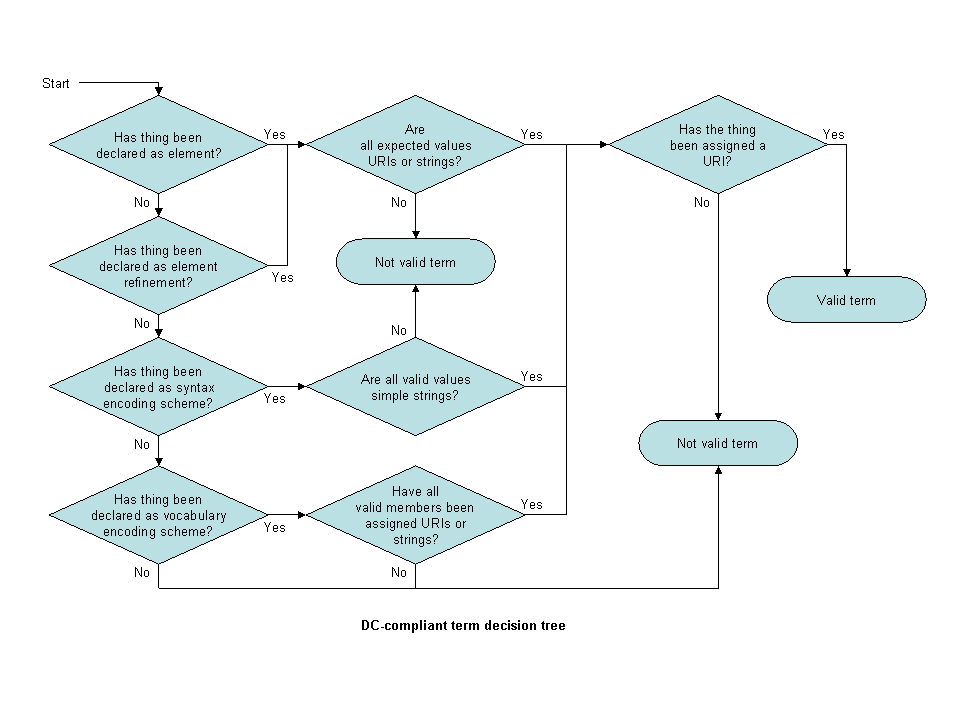 Start
Has thing been
declared as element?
Yes
No
Are
all expected values
URIs or strings?
Yes
No
Has the thing
been assigned a
URI?
Yes
No
Has thing been
declared as element
refinement?
Yes
No
Not valid term
Valid term
Has thing been
declared as syntax
encoding scheme?
Yes
No
No
Are all valid values
simple strings?
Yes
Not valid term
Has thing been
declared as vocabulary
encoding scheme?
Yes
No
Have all
valid members been
assigned URIs or
strings?
Yes
No
DC-compliant term decision tree